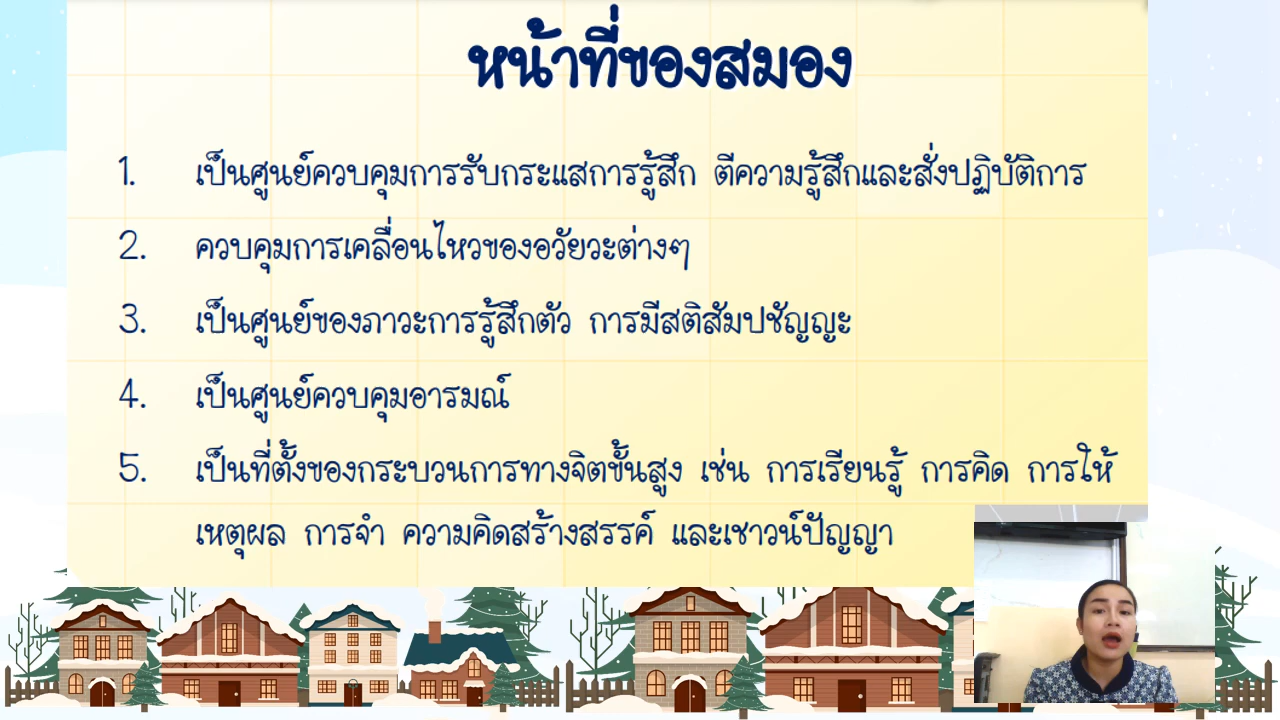 หน้าที่ของสมอง
1. เป็นศูนย์ควบคุมการรับกระแสการรู้สึก ตีความรู้สึกและสั่งปฏิบัติการ
2. ควบคุมการเคลื่อนไหวของอวัยวะต่างๆ
3. เป็นศูนย์ของภาวะการรู้สึกตัว การมีสติสัมปชัญญะ
4. เป็นศูนย์ควบคุมอารมณ์
5. เป็นที่ตั้งของกระบวนการทางจิตขั้นสูง เช่น การเรียนรู้ การคิด การให้
เหตุผล การจำ ความคิดสร้างสรรค์ และเชาวน์ปัญญา